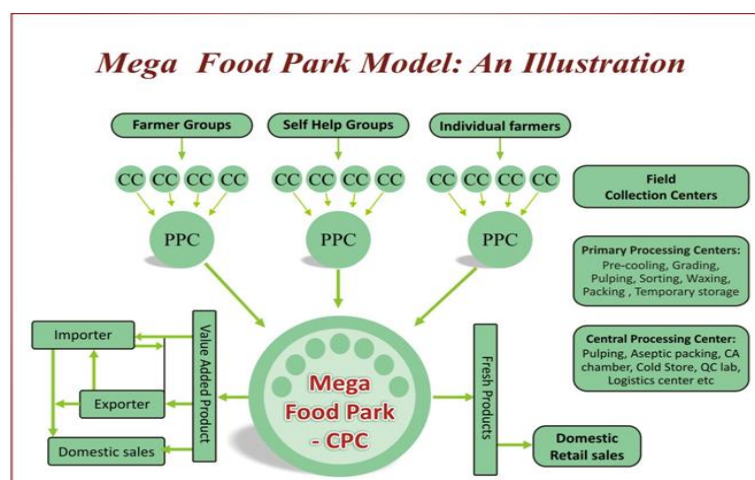 Mega Food Park Model: An Illustration
Farmer Groups
Self Help Groups
Individual farmers
CC CC CC CC
CC CC CC CC
CC CC CC CC
PPC
PPC
PPC
Field
Collection Centers
Primary Processing Centers:
Pre-cooling, Grading,
Pulping, Sorting, Waxing,
Packing , Temporary storage
Central Processing Center:
Pulping, Aseptic packing, CA
chamber, Cold Store, QC lab,
Logistics center etc
Importer
Exporter
Domestic sales
Value Added Product
Mega
Food Park
- CPC
Fresh Products
Domestic
Retail sales